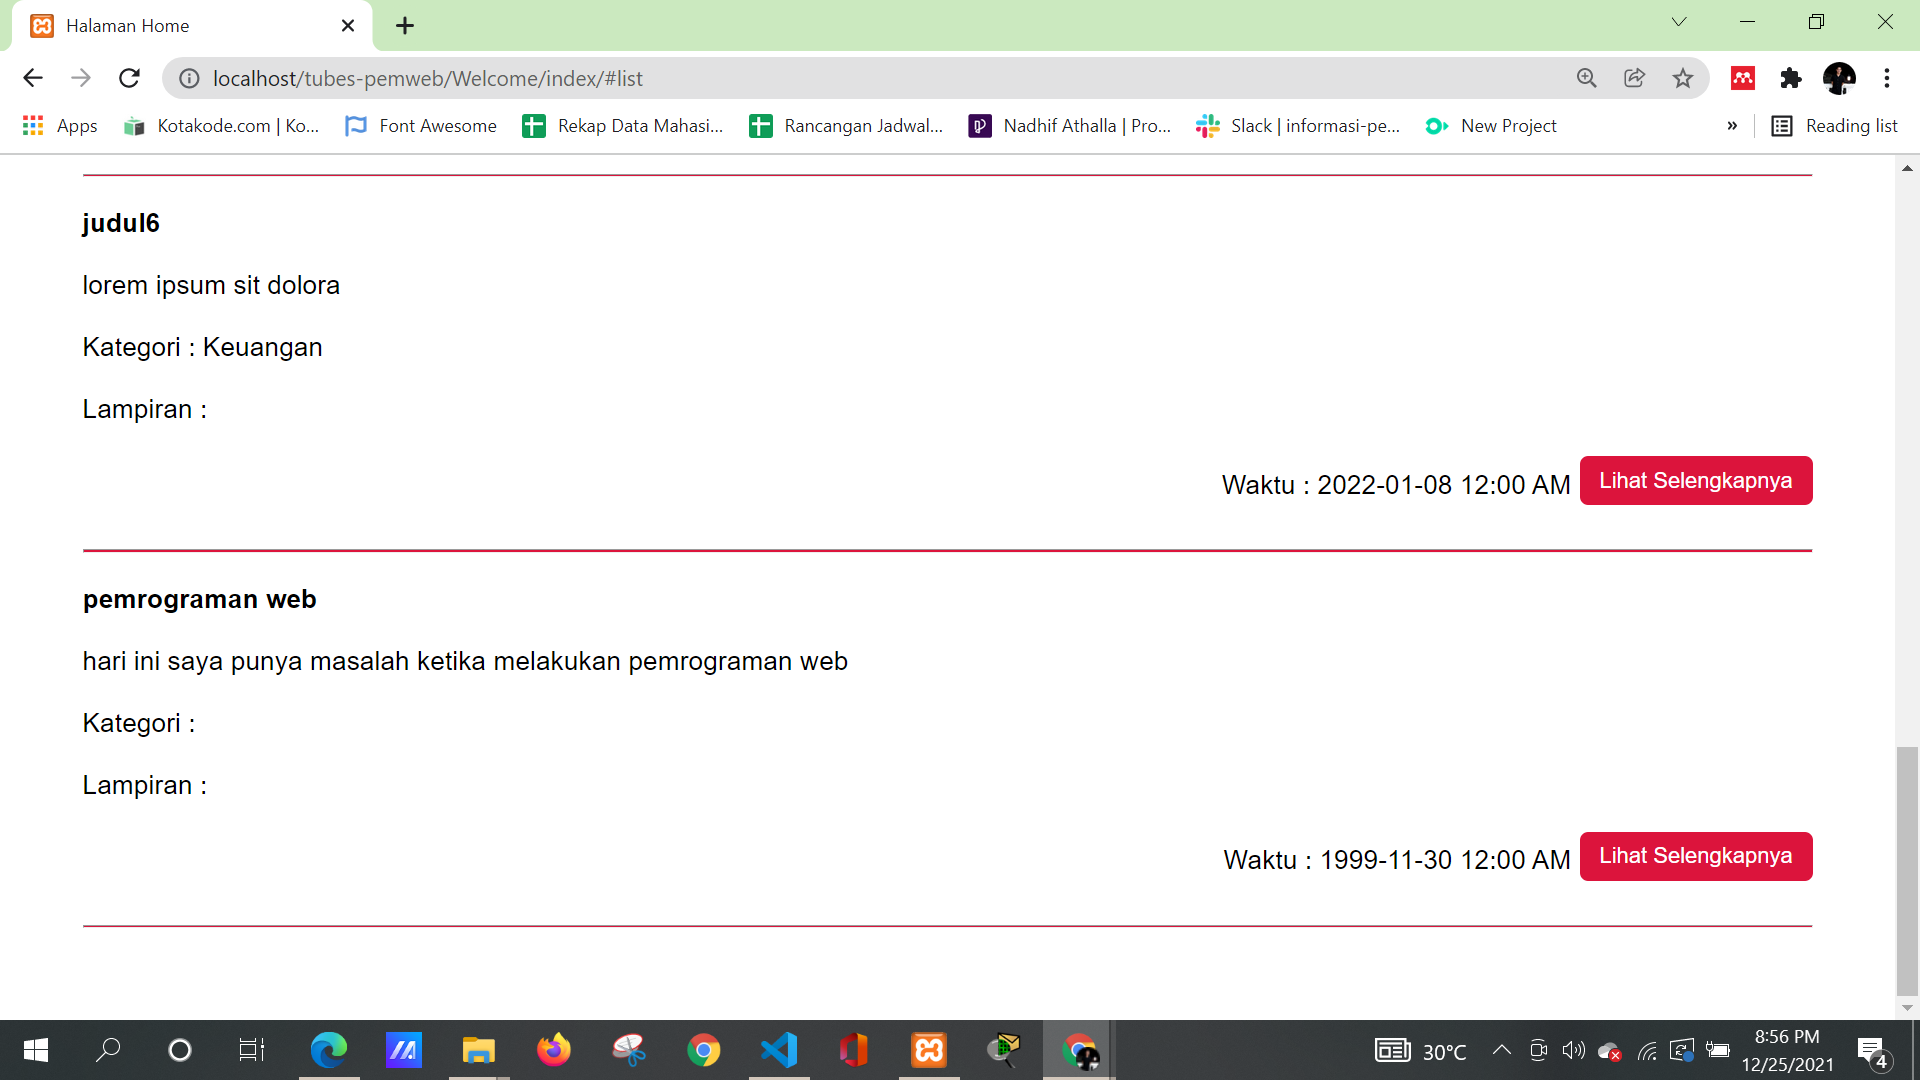 Halaman Home
localhost/tubes-pemweb/Welcome/index/#list
Apps
Kotakode.com | Ko...
Font Awesome
Rekap Data Mahasi...
Rancangan Jadwal...
Nadhif Athalla | Pro...
Slack | informasi-pe...
New Project
»
Reading list
judul6
lorem ipsum sit dolora
Kategori : Keuangan
Lampiran :
Waktu : 2022-01-08 12:00 AM Lihat Selengkapnya
pemrograman web
hari ini saya punya masalah ketika melakukan pemrograman web
Kategori :
Lampiran :
Waktu : 1999-11-30 12:00 AM Lihat Selengkapnya
30°C
8:56 PM
12/25/2021
4